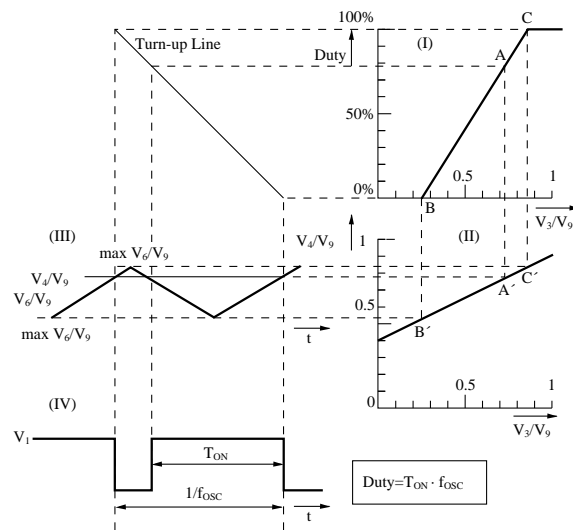 100%
C
Turn-up Line
(I)
Duty
A
50%
0%
0.5
1
B
V3/V9
(III)
V4/V9
1
(II)
max V6/V9
V4/V9
V6/V9
A´
C´
0.5
B´
max V6/V9
t
(IV)
0.5
1
0
V3/V9
V1
TON
Duty=TON · fOSC
1/fOSC
t